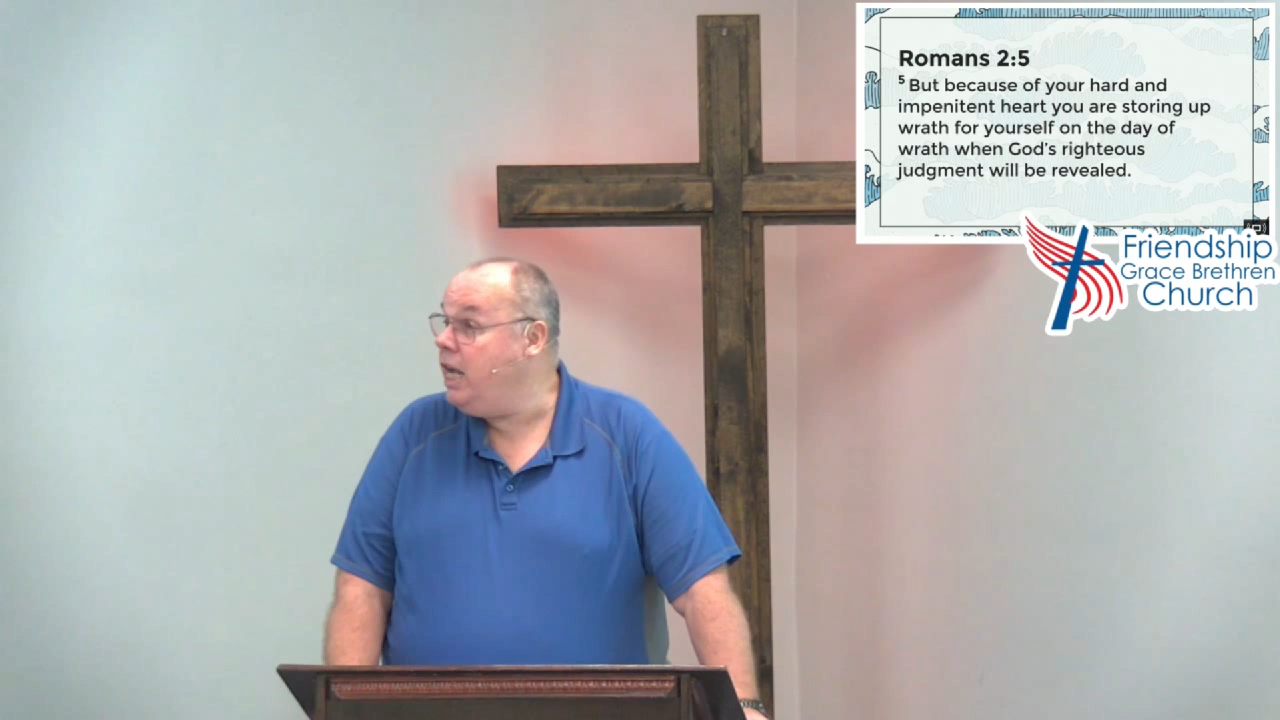 Romans 2:5
5 But because of your hard and
impenitent heart you are storing up
wrath for yourself on the day of
wrath when God's righteous
judgment will be revealed.
Friendship
Grace Brethren
Church